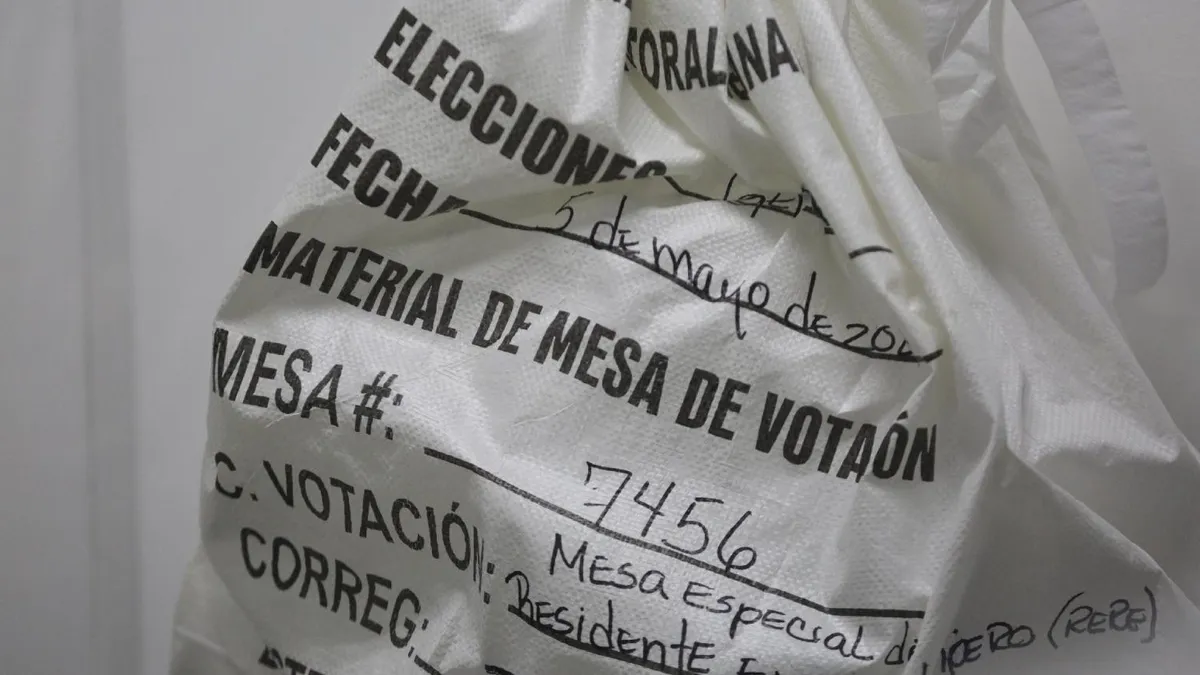 ELECCIONES
FECHA 5 de mayo de
MATERIAL DE MESA DE VOTAÓN
MESA #: 7456
C. VOTACIÓN: Mesa Especial
CORREG.: Residente (RERE)